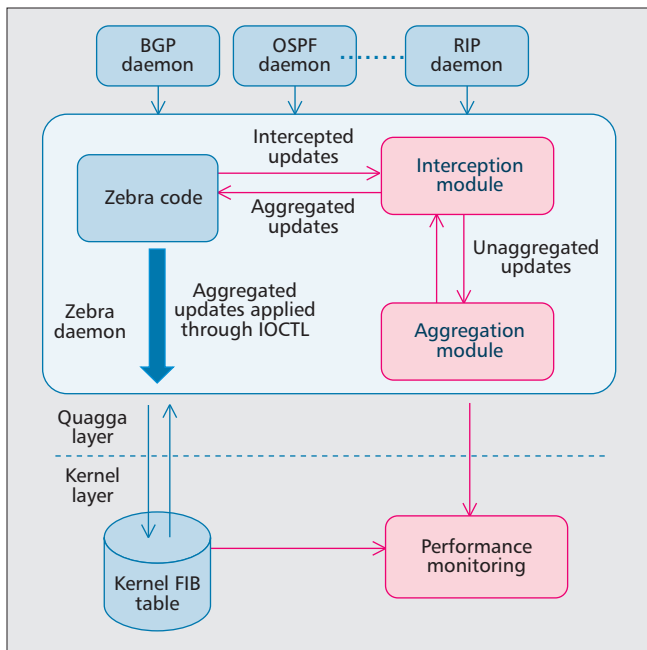 BGP
daemon
OSPF
daemon
RIP
daemon
Intercepted
updates
Zebra code
Interception
module
Aggregated
updates
Unaggregated
updates
Zebra
daemon
Aggregated
updates applied
through IOCTL
Aggregation
module
Quagga
layer
Kernel
layer
Kernel FIB
table
Performance
monitoring